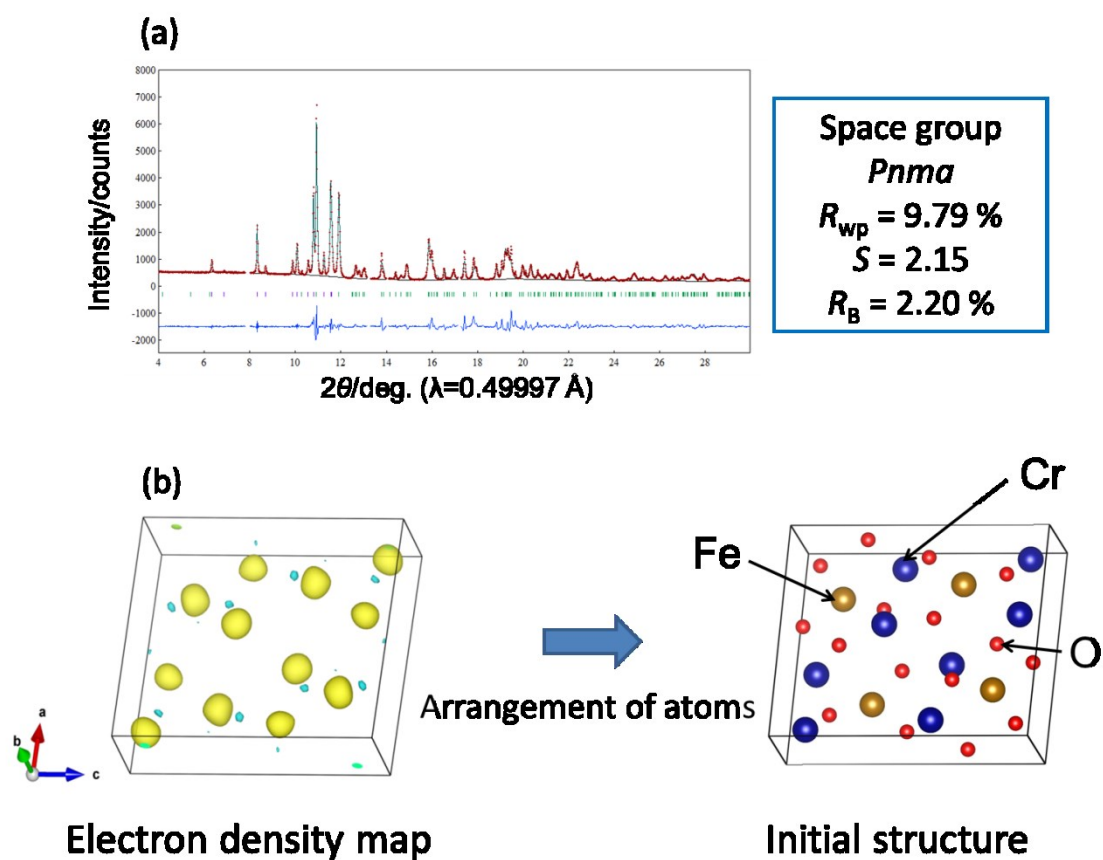 (a)
8000
7000
6000
5000
4000
3000
2000
1000
0
-1000
-2000
Intensity/counts
4 6 8 10 12 14 16 18 20 22 24 26 28
2θ/deg. (λ=0.49997 Å)
Space group
Pnma
Rwp = 9.79 %
S = 2.15
RB = 2.20 %
(b)
a
b
c
Electron density map
Arrangement of atoms
Cr
Fe
O
Initial structure